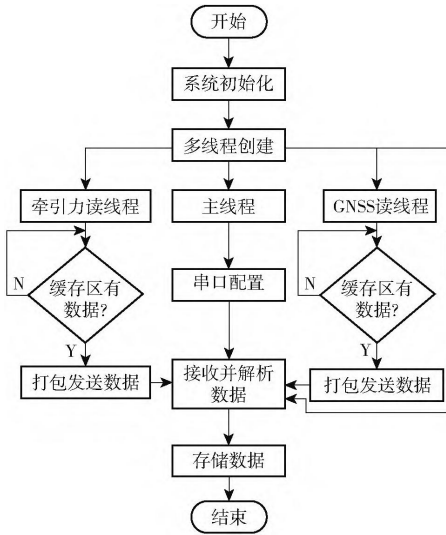 开始
系统初始化
多线程创建
牵引力读线程
主线程
GNSS读线程
N
缓存区有
数据?
串口配置
N
缓存区有
数据?
Y
Y
打包发送数据
接收并解析
数据
打包发送数据
存储数据
结束